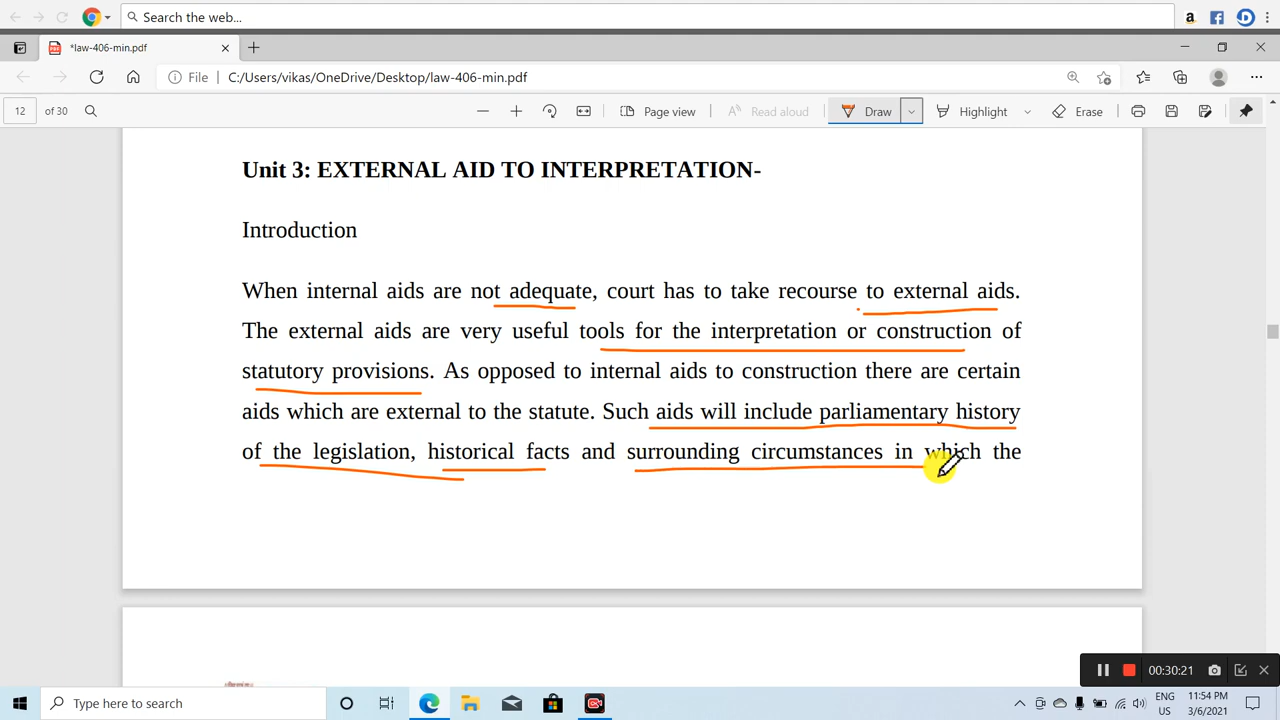 Search the web...
*law-406-min.pdf
File
C:/Users/vikas/OneDrive/Desktop/law-406-min.pdf
12 of 30
Page view
Read aloud
Draw
Highlight
Erase
Unit 3: EXTERNAL AID TO INTERPRETATION-
Introduction
When internal aids are not adequate, court has to take recourse to external aids.
The external aids are very useful tools for the interpretation or construction of
statutory provisions. As opposed to internal aids to construction there are certain
aids which are external to the statute. Such aids will include parliamentary history
of the legislation, historical facts and surrounding circumstances in which the
00:30:21
Type here to search
ENG
US
11:54 PM
3/6/2021